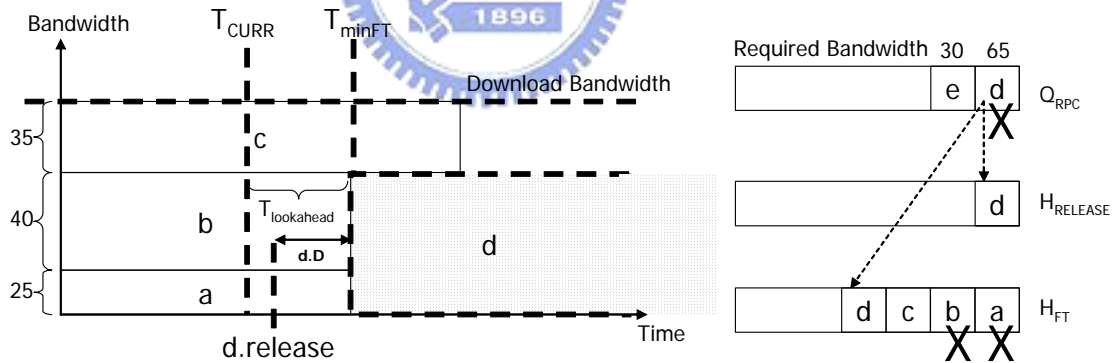 1896
T_CURR
T_minFT
Bandwidth
Download Bandwidth
35
40
25
c
b
a
T_lookahead
d.D
d
d.release
Time
Required Bandwidth 30 65
e d Q_RPC
X
d H_RELEASE
d c b a H_FT
X X